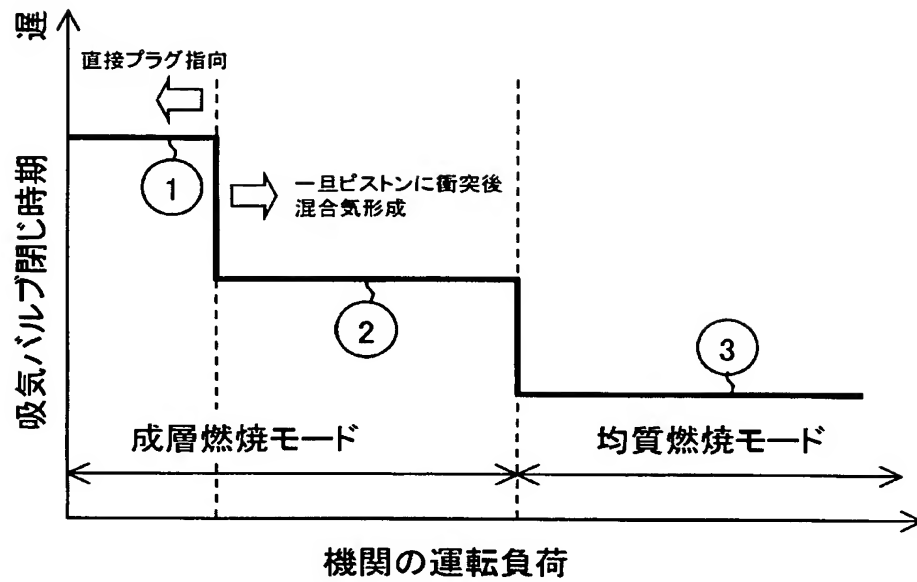 遅
吸気バルブ閉じ時期
直接プラグ指向
1
一旦ピストンに衝突後
混合気形成
2
3
成層燃焼モード
均質燃焼モード
機関の運転負荷